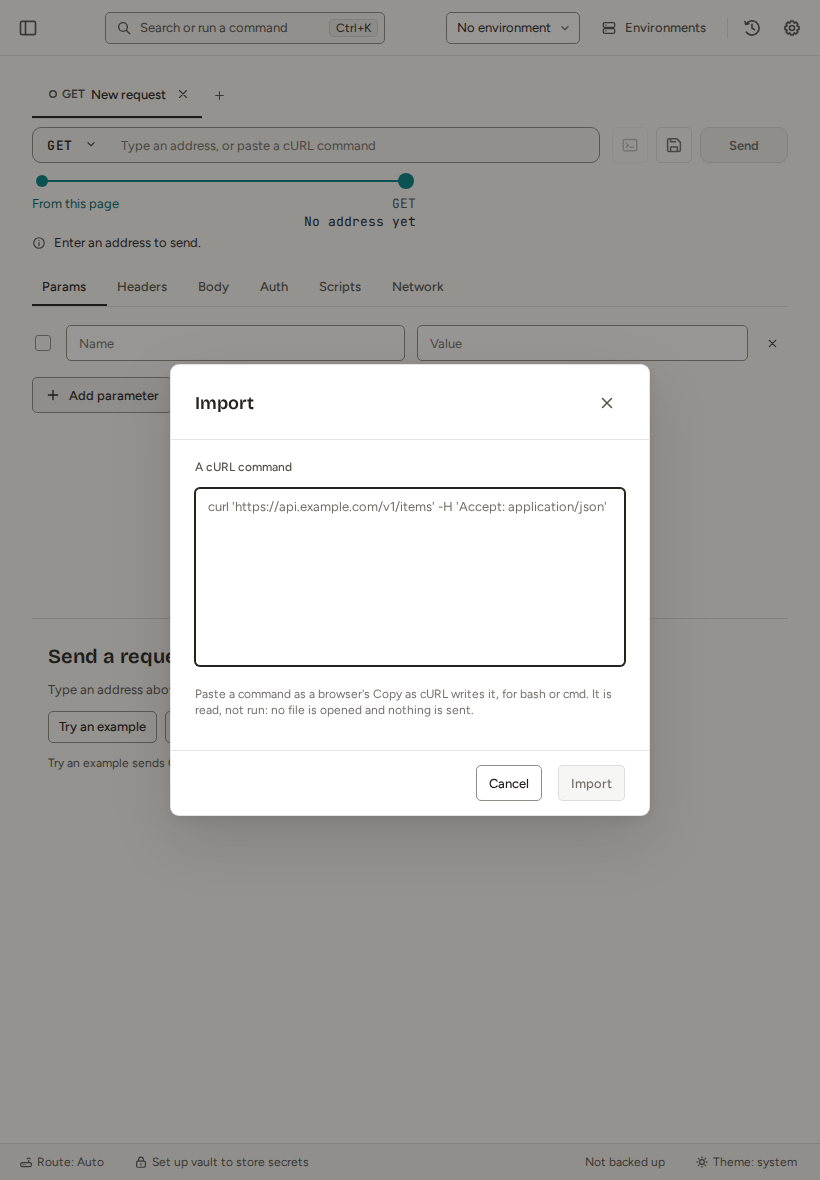 Search or run a command Ctrl+K No environment Environments
GET New request
GET Type an address, or paste a cURL command Send
From this page GET
No address yet
Enter an address to send.
Params Headers Body Auth Scripts Network
Name Value
Add parameter
Import
A cURL command
curl 'https://api.example.com/v1/items' -H 'Accept: application/json'
Paste a command as a browser's Copy as cURL writes it, for bash or cmd. It is
read, not run: no file is opened and nothing is sent.
Cancel Import
Send a reque
Type an address abo
Try an example
Try an example sends
Route: Auto Set up vault to store secrets Not backed up Theme: system